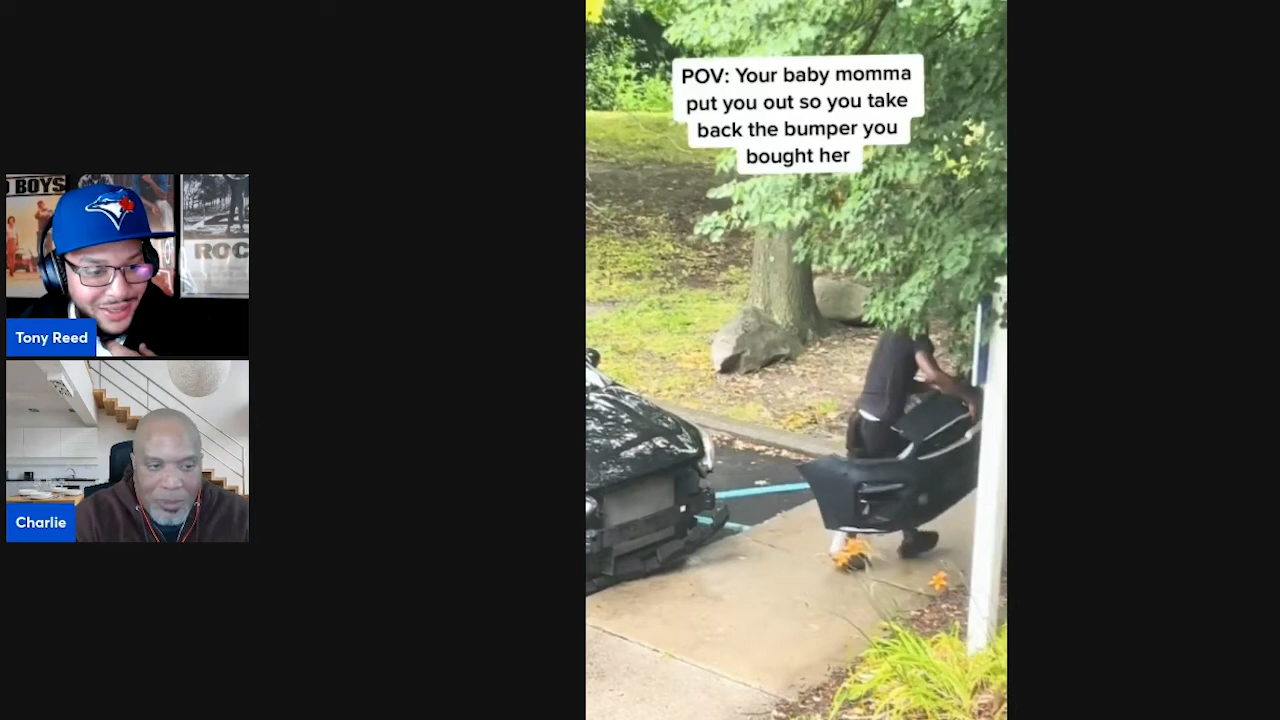 POV: Your baby momma
put you out so you take
back the bumper you
bought her
BOYS
ROC
Tony Reed
Charlie